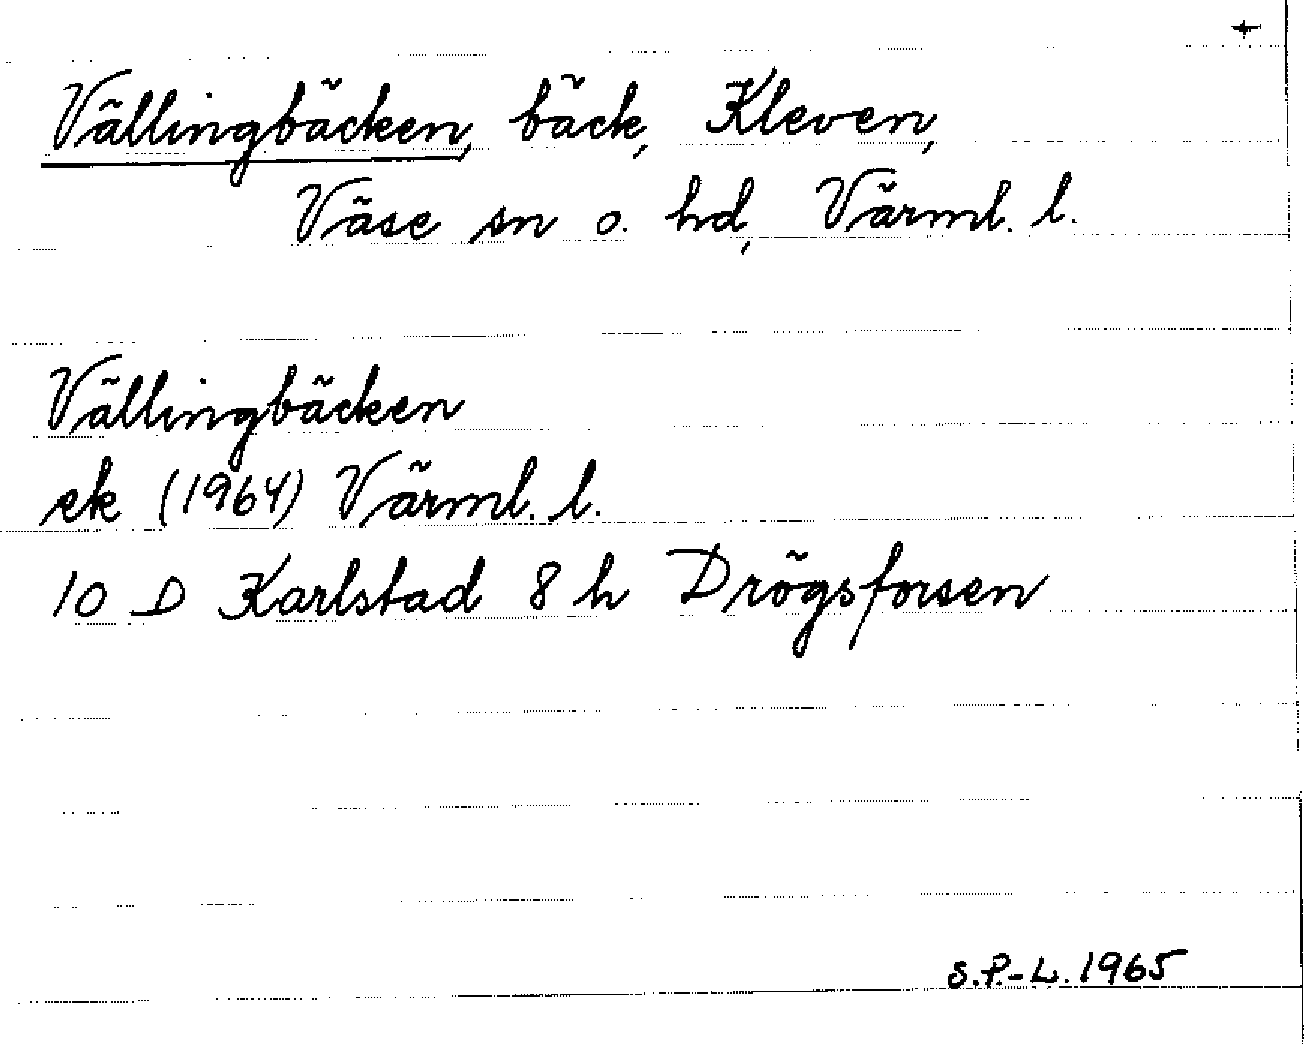 +
Vällingbäcken, bäck, Kleven,
Väse sn o. hd, Värml. l.
Vällingbäcken
ek (1964) Värml. l.
10 D Karlstad 8 h Drögsforsen
S.P.-L. 1965